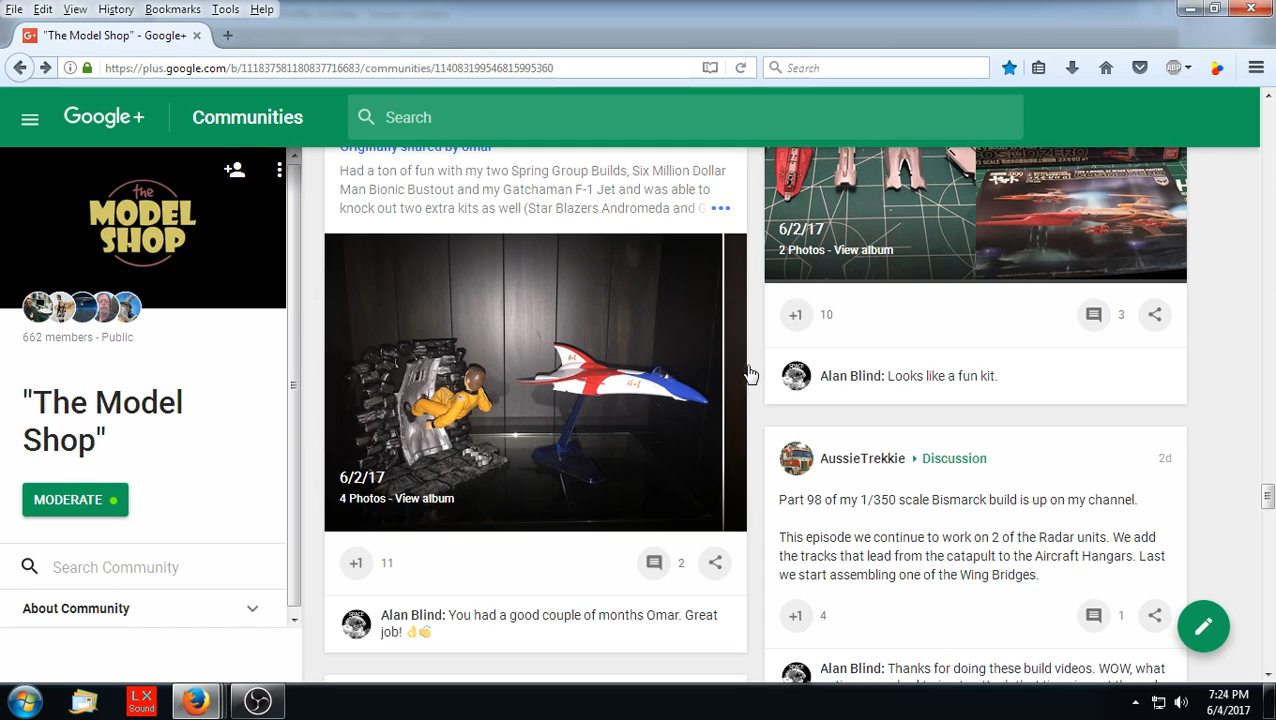 File Edit View History Bookmarks Tools Help
"The Model Shop" - Google+
https://plus.google.com/b/111837581180837716683/communities/114083199546815995360
Search
ABP
Google+ Communities
Search
the
MODEL
SHOP
662 members - Public
"The Model
Shop"
MODERATE
Search Community
About Community
Originally shared by omar
Had a ton of fun with my two Spring Group Builds, Six Million Dollar
Man Bionic Bustout and my Gatchaman F-1 Jet and was able to
knock out two extra kits as well (Star Blazers Andromeda and G
6/2/17
4 Photos - View album
+1 11
2
Alan Blind: You had a good couple of months Omar. Great
job! 👌👏
6/2/17
2 Photos - View album
+1 10
3
Alan Blind: Looks like a fun kit.
AussieTrekkie Discussion
2d
Part 98 of my 1/350 scale Bismarck build is up on my channel.
This episode we continue to work on 2 of the Radar units. We add
the tracks that lead from the catapult to the Aircraft Hangars. Last
we start assembling one of the Wing Bridges.
+1 4
1
Alan Blind: Thanks for doing these build videos. WOW, what
LX
Sound
7:24 PM
6/4/2017